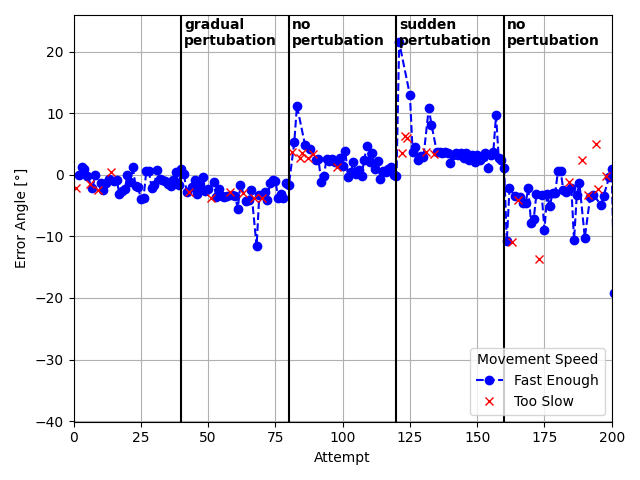 gradual
pertubation
no
pertubation
sudden
pertubation
no
pertubation
20
10
0
−10
−20
−30
−40
Error Angle [°]
0
25
50
75
100
125
150
175
200
Attempt
Movement Speed
Fast Enough
Too Slow